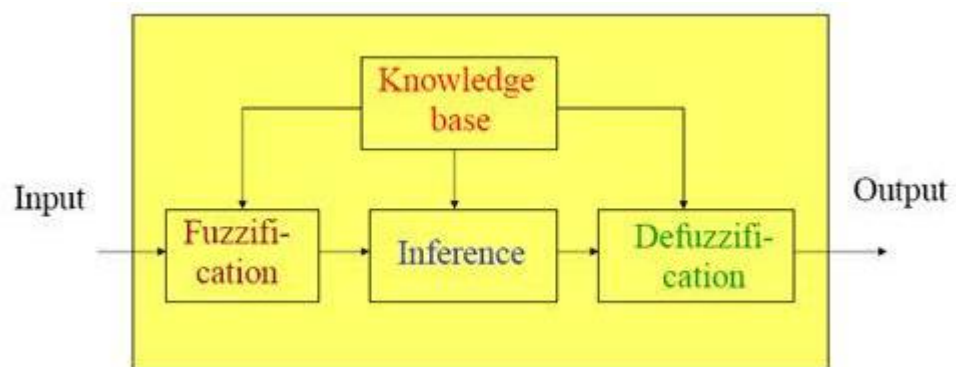 Knowledge
base
Input
Output
Fuzzifi-
cation
Inference
Defuzzifi-
cation